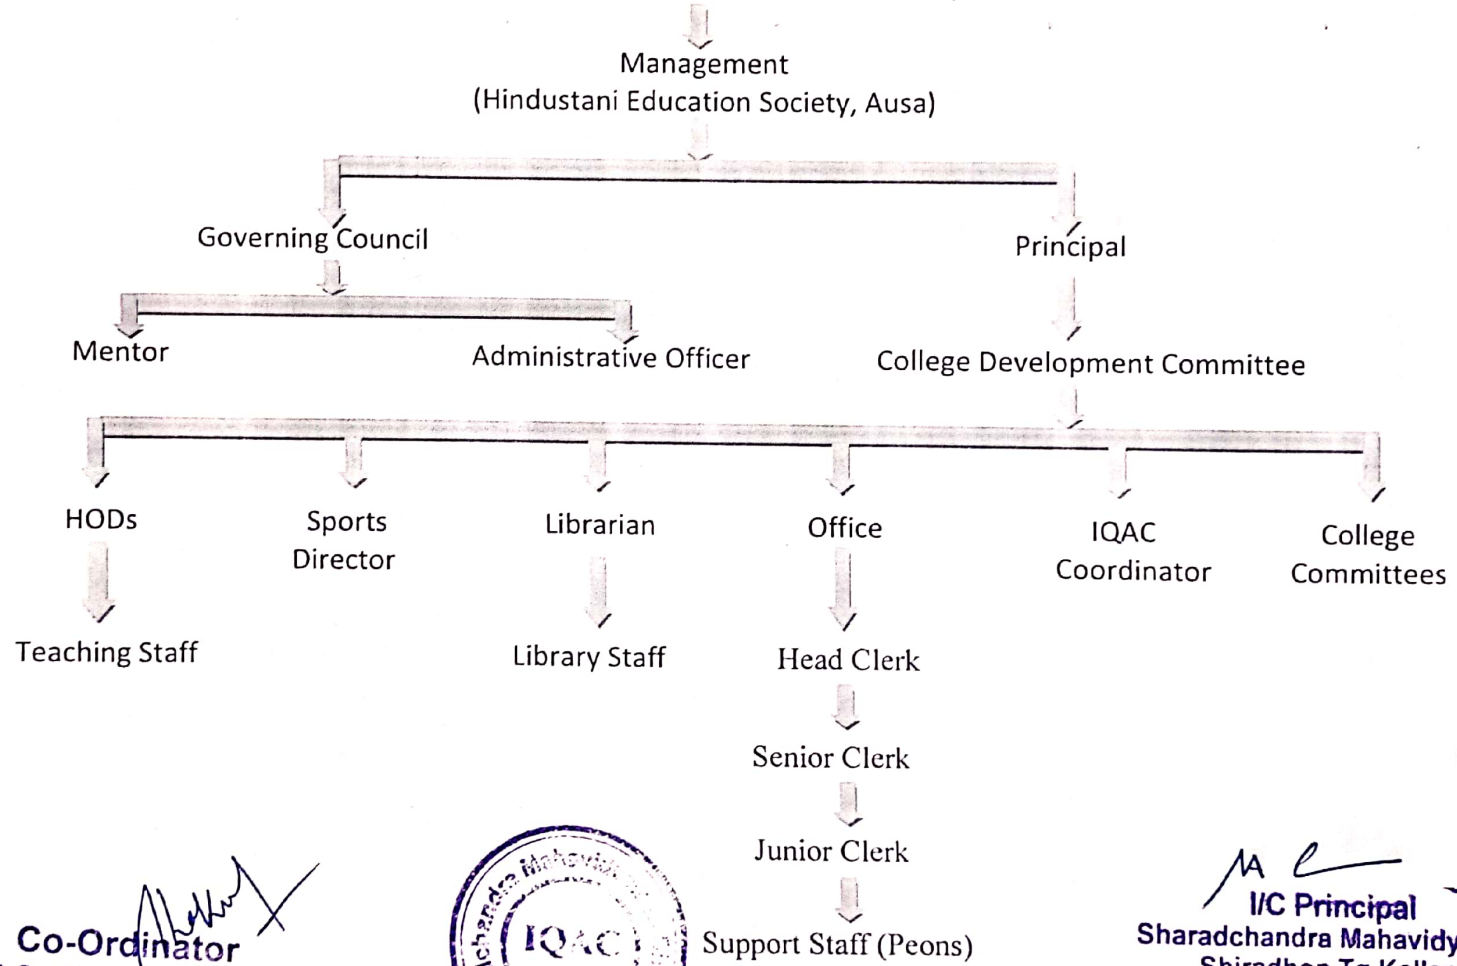 Management
(Hindustani Education Society, Ausa)
Governing Council
Principal
Mentor
Administrative Officer
College Development Committee
HODs
Sports
Director
Librarian
Office
IQAC
Coordinator
College
Committees
Teaching Staff
Library Staff
Head Clerk
Senior Clerk
Junior Clerk
Support Staff (Peons)
Co-Ordinator
IQAC
I/C Principal
Sharadchandra Mahavidy